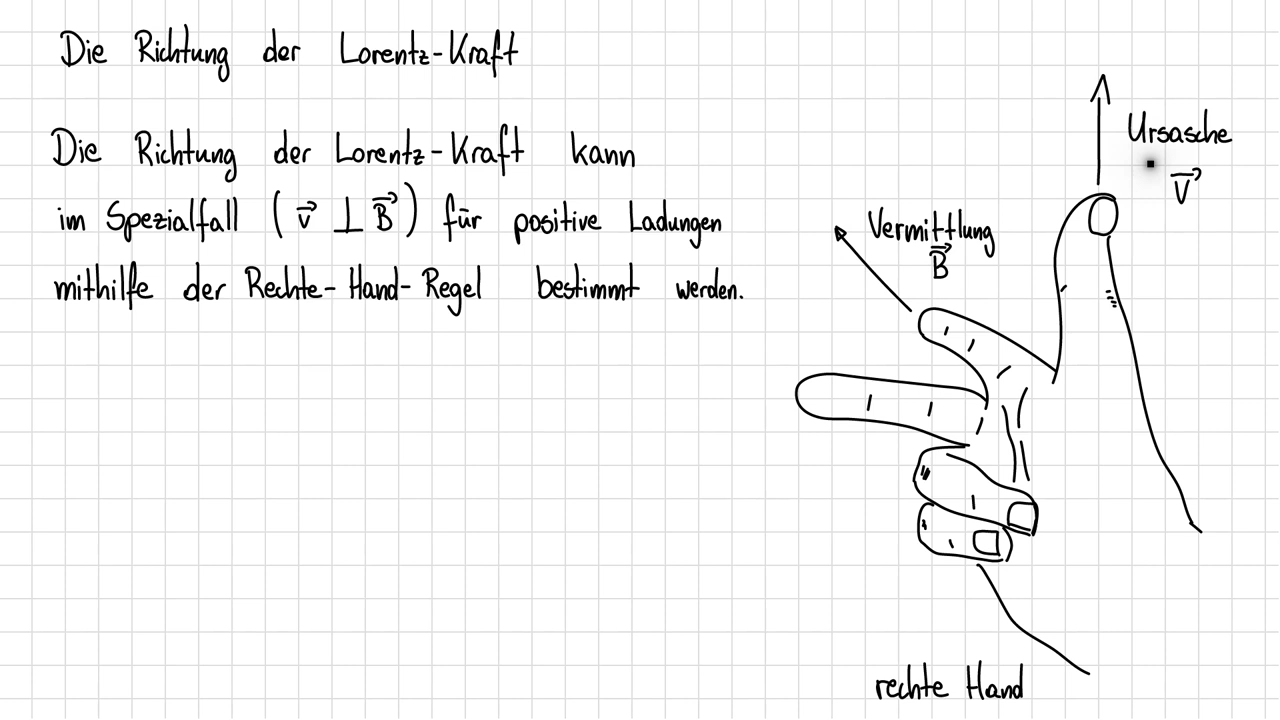 Die Richtung der Lorentz-Kraft
Die Richtung der Lorentz-Kraft kann
im Spezialfall (v⃗ ⊥ B⃗) für positive Ladungen
mithilfe der Rechte-Hand-Regel bestimmt werden.
Ursasche
v⃗
Vermittlung
B⃗
rechte Hand